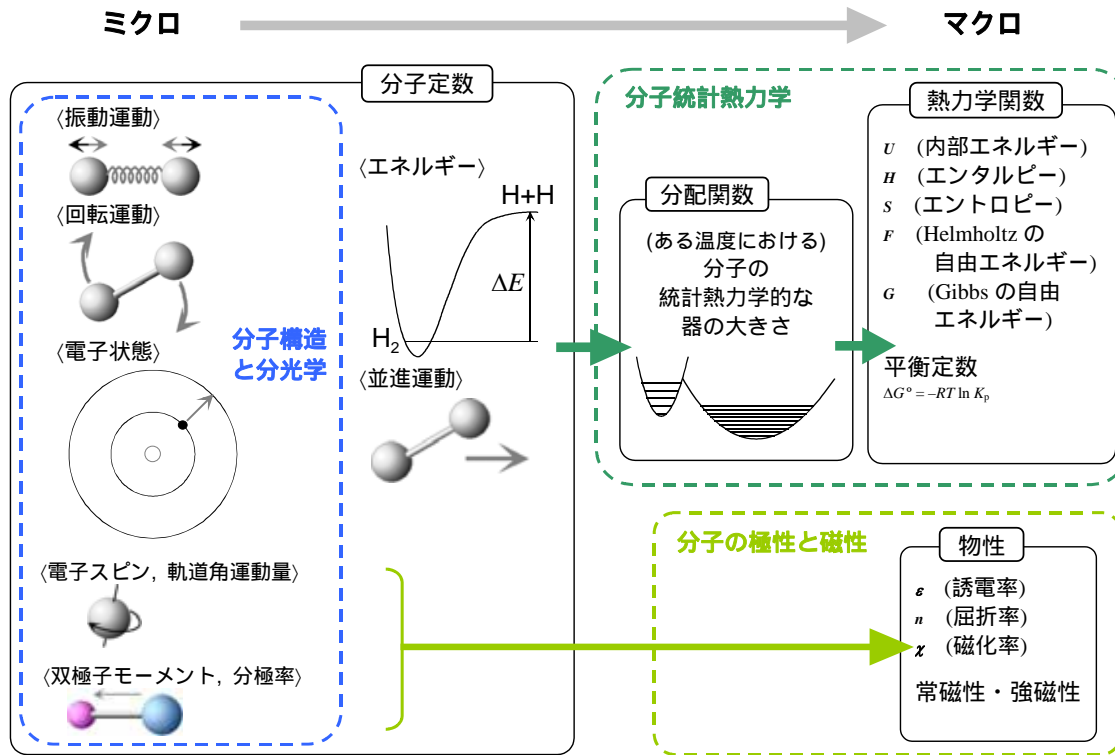 ミクロ
マクロ
分子定数
〈振動運動〉
〈回転運動〉
〈電子状態〉
分子構造
と分光学
〈電子スピン, 軌道角運動量〉
〈双極子モーメント, 分極率〉
〈エネルギー〉
H+H
ΔE
H₂
〈並進運動〉
分子統計熱力学
分配関数
(ある温度における)
分子の
統計熱力学的な
器の大きさ
熱力学関数
U (内部エネルギー)
H (エンタルピー)
S (エントロピー)
F (Helmholtz の
自由エネルギー)
G (Gibbs の自由
エネルギー)
平衡定数
ΔG° = −RT ln Kₚ
分子の極性と磁性
物性
ε (誘電率)
n (屈折率)
χ (磁化率)
常磁性・強磁性